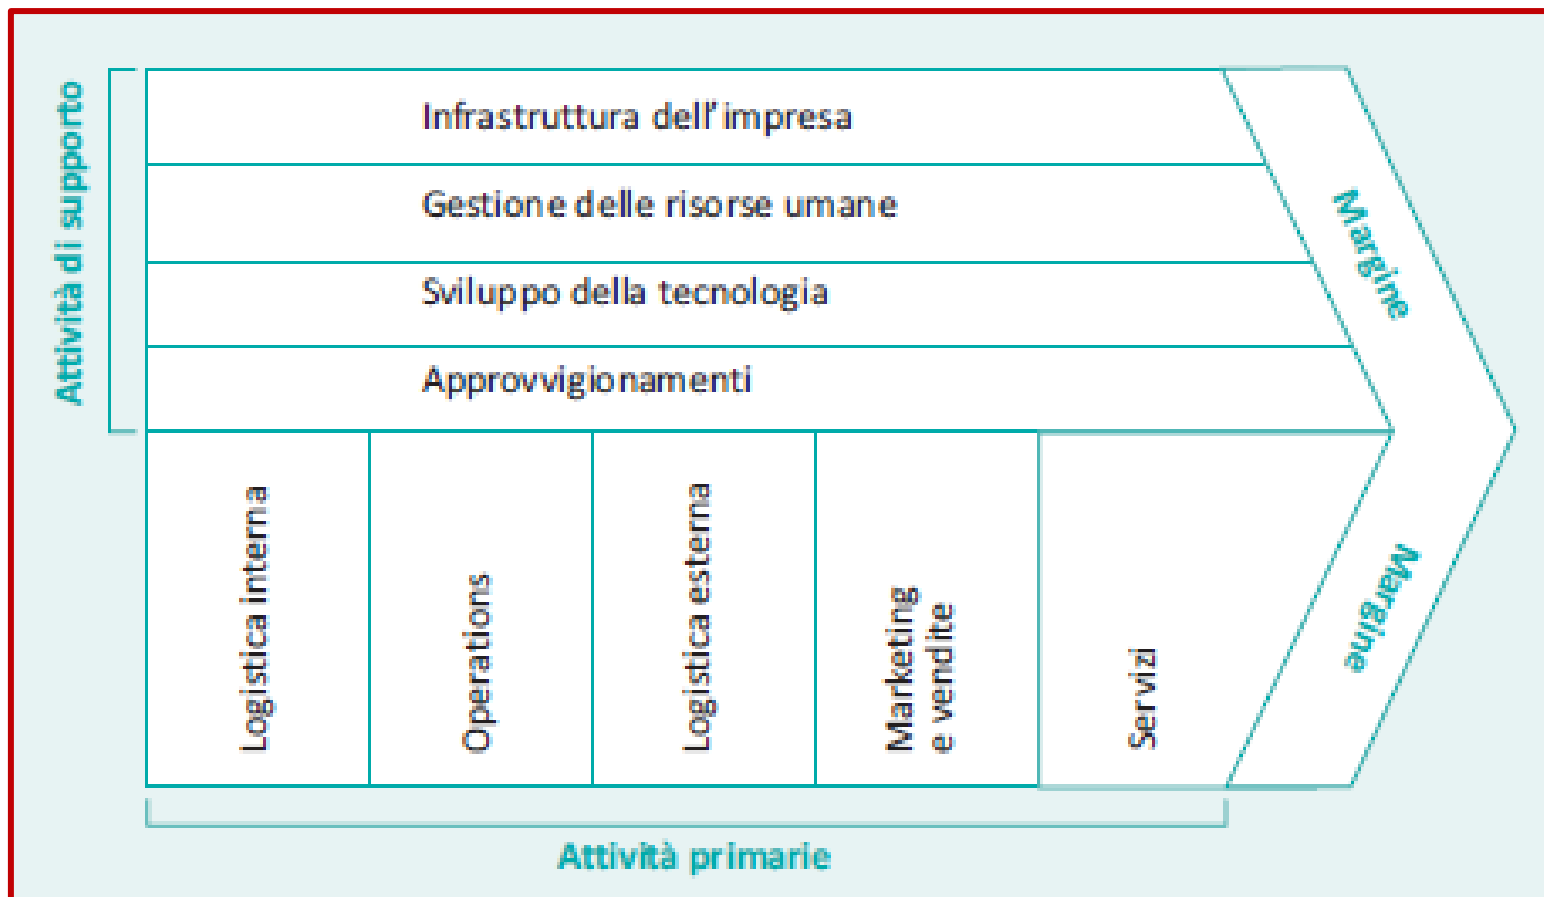 Attività di supporto
Infrastruttura dell'impresa
Gestione delle risorse umane
Sviluppo della tecnologia
Approvvigionamenti
Margine
Logistica interna
Operations
Logistica esterna
Marketing
e vendite
Servizi
Margine
Attività primarie